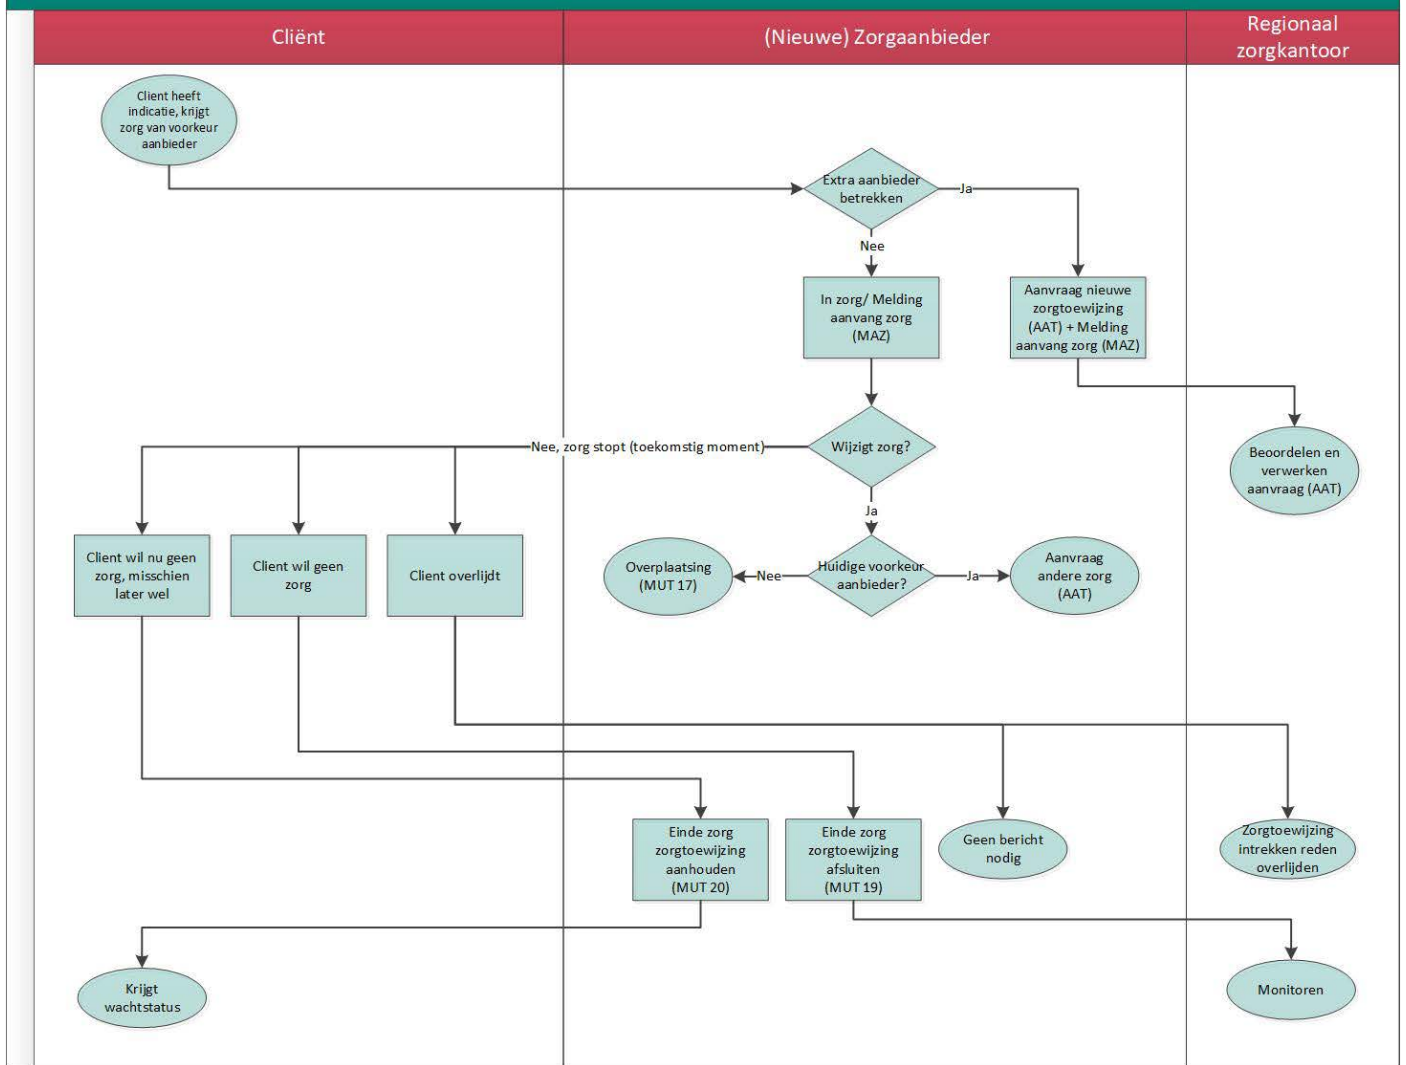 Cliënt
(Nieuwe) Zorgaanbieder
Regionaal
zorgkantoor
Client heeft
indicatie, krijgt
zorg van voorkeur
aanbieder
Extra aanbieder
betrekken
Ja
Nee
In zorg/ Melding
aanvang zorg
(MAZ)
Aanvraag nieuwe
zorgtoewijzing
(AAT) + Melding
aanvang zorg (MAZ)
Nee, zorg stopt (toekomstig moment)
Wijzigt zorg?
Beoordelen en
verwerken
aanvraag (AAT)
Ja
Client wil nu geen
zorg, misschien
later wel
Client wil geen
zorg
Client overlijdt
Overplaatsing
(MUT 17)
Nee
Huidige voorkeur
aanbieder?
Ja
Aanvraag
andere zorg
(AAT)
Einde zorg
zorgtoewijzing
aanhouden
(MUT 20)
Einde zorg
zorgtoewijzing
afsluiten
(MUT 19)
Geen bericht
nodig
Zorgtoewijzing
intrekken reden
overlijden
Krijgt
wachtstatus
Monitoren